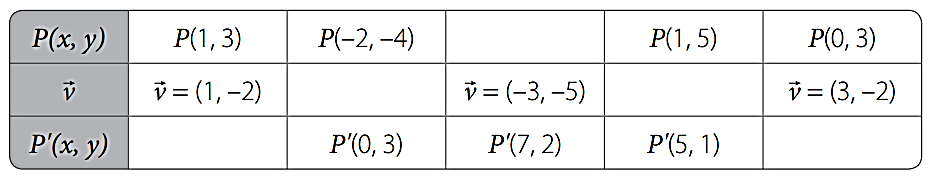 P(x, y) P(1, 3) P(–2, –4) P(1, 5) P(0, 3)
v⃗ v⃗ = (1, –2) v⃗ = (–3, –5) v⃗ = (3, –2)
P′(x, y) P′(0, 3) P′(7, 2) P′(5, 1)